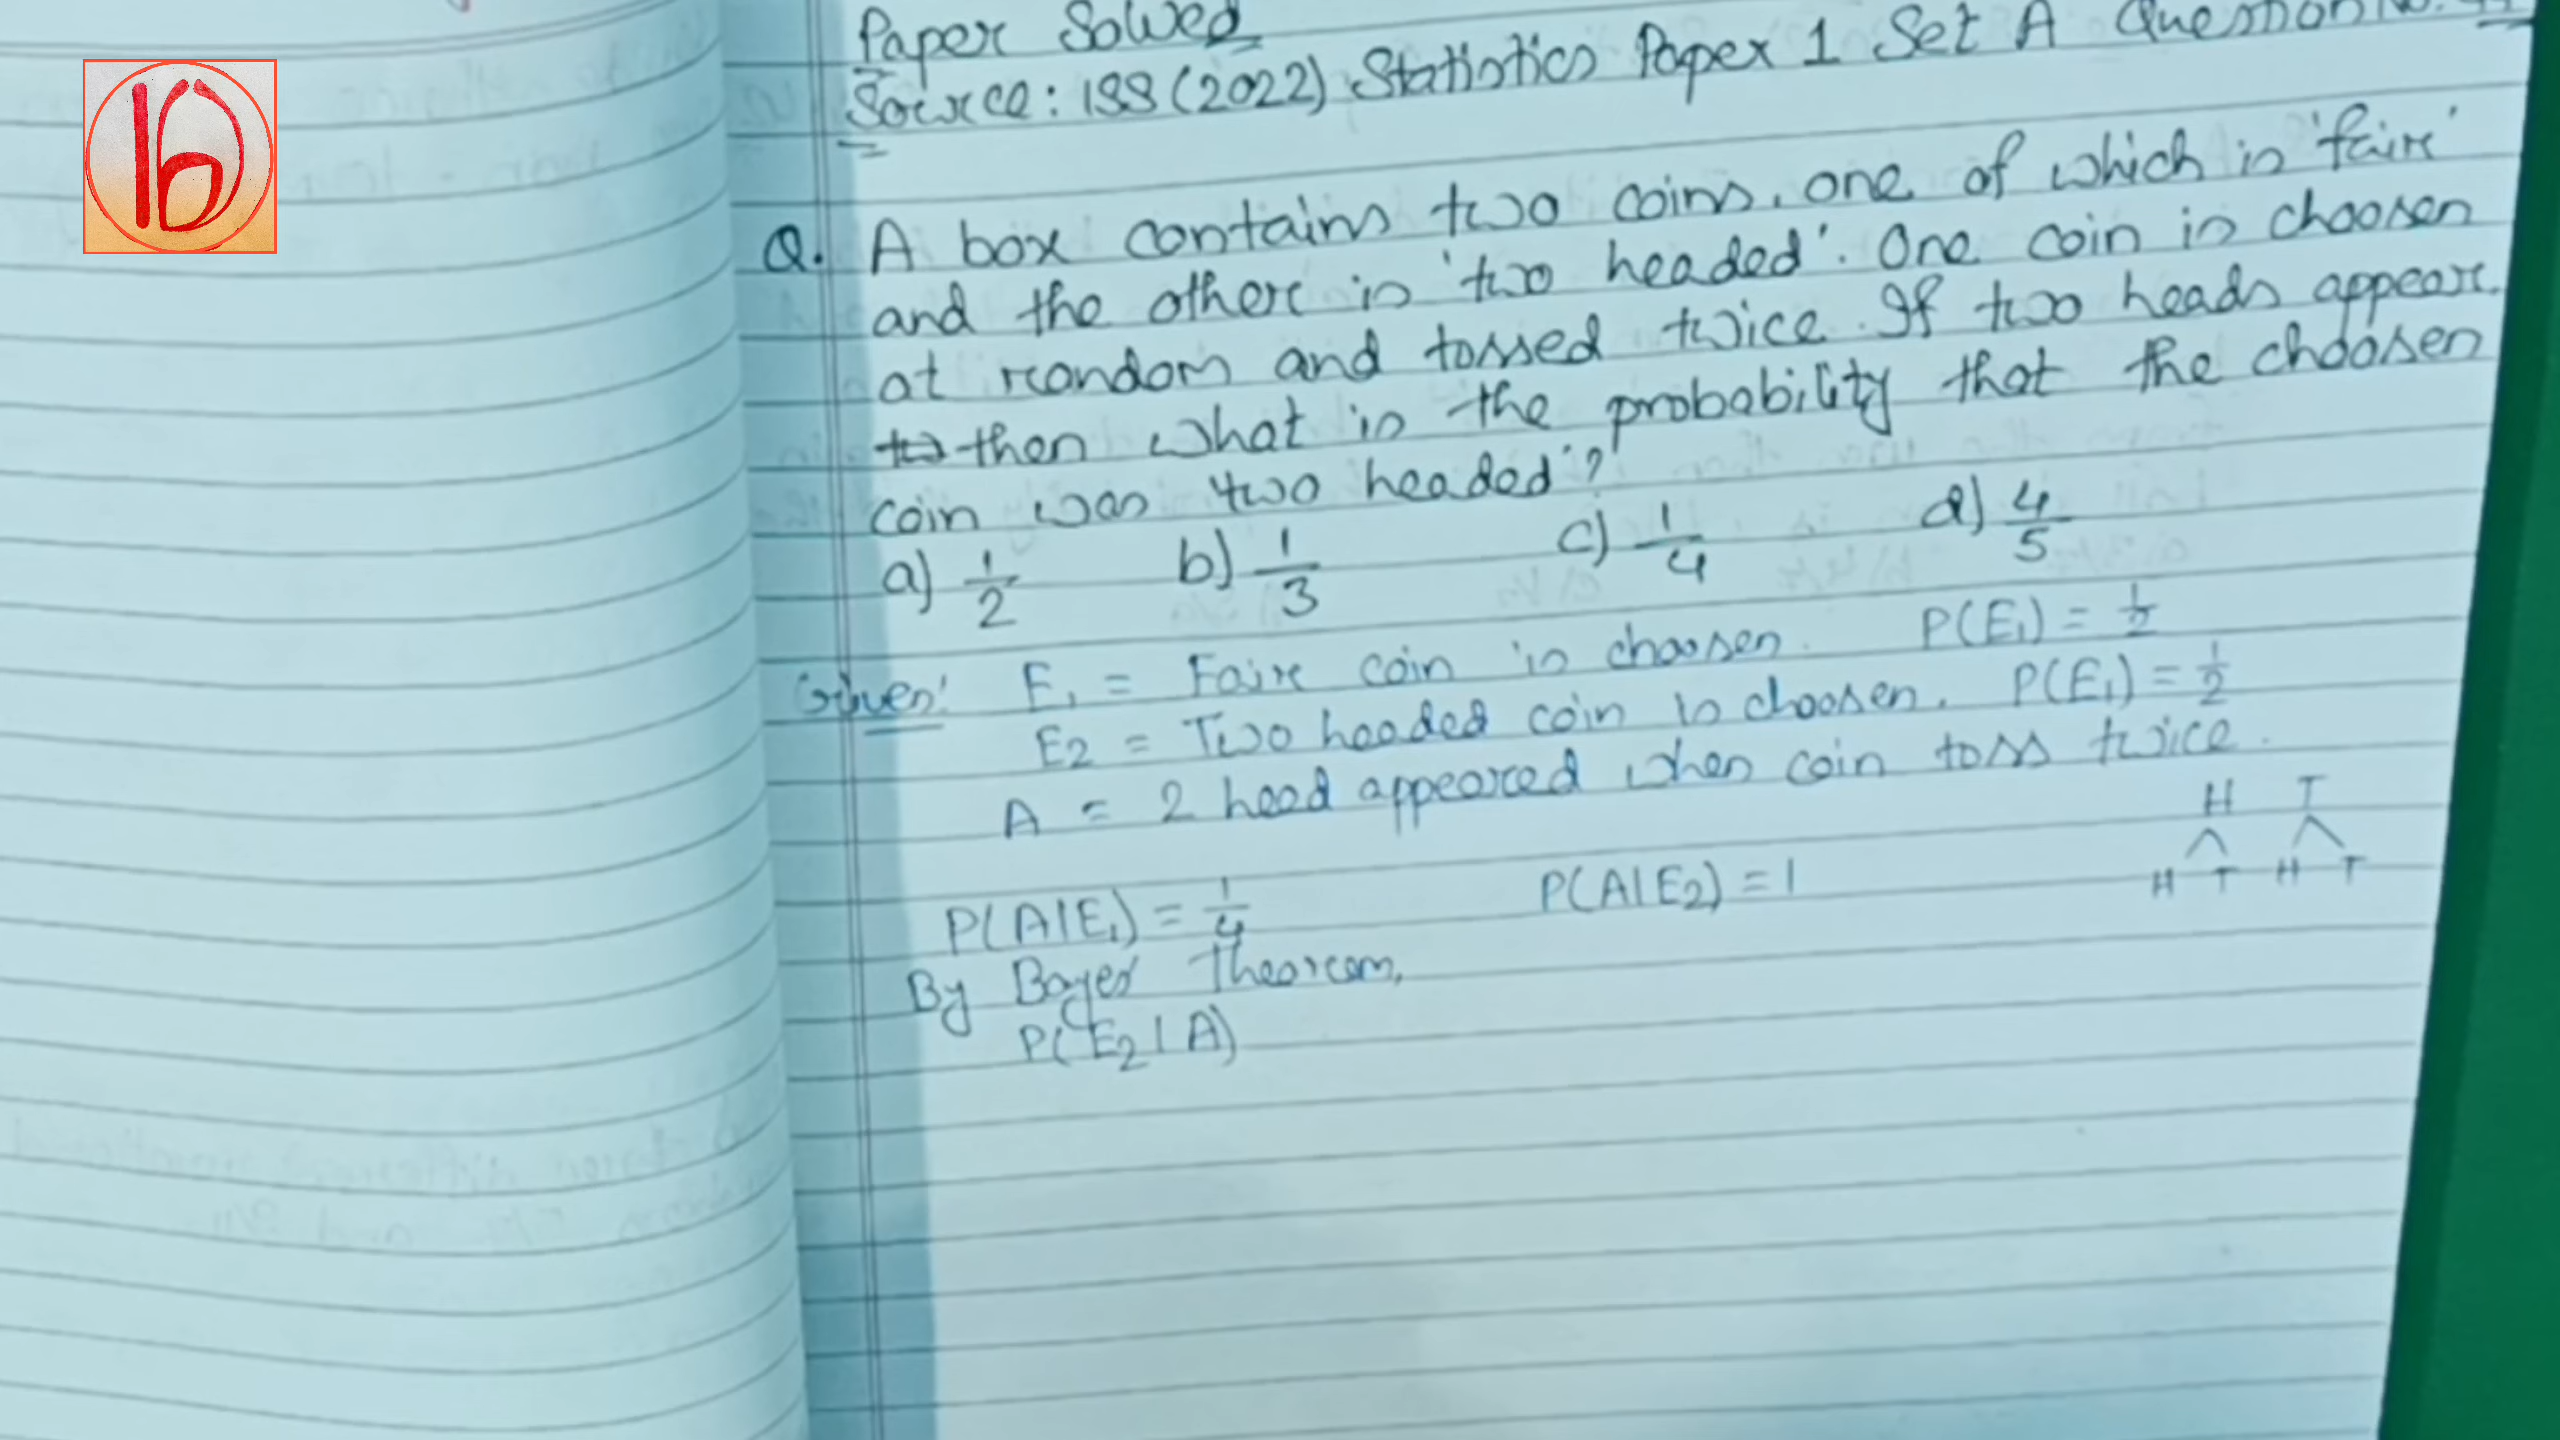 Paper Solved
Source: ISS (2022) Statistics Paper 1 Set A Question No.
Q. A box contains two coins, one of which is 'fair'
and the other is 'two headed'. One coin is choosen
at random and tossed twice. If two heads appear
then what is the probability that the choosen
coin was two headed'?
a) 1/2 b) 1/3 c) 1/4 d) 4/5
Given: E1 = Fair coin is choosen. P(E1) = 1/2
E2 = Two headed coin is choosen. P(E1) = 1/2
A = 2 head appeared when coin toss twice.
H T
H T H T
P(A|E1) = 1/4 P(A|E2) = 1
By Bayes Theorem,
P(E2|A)